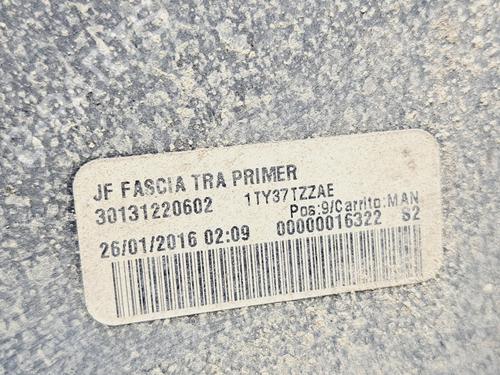 JF FASCIA TRA PRIMER
30131220602 1TY37TZZAE
Pos:9/Carrito:MAN
26/01/2016 02:09 00000016322 S2